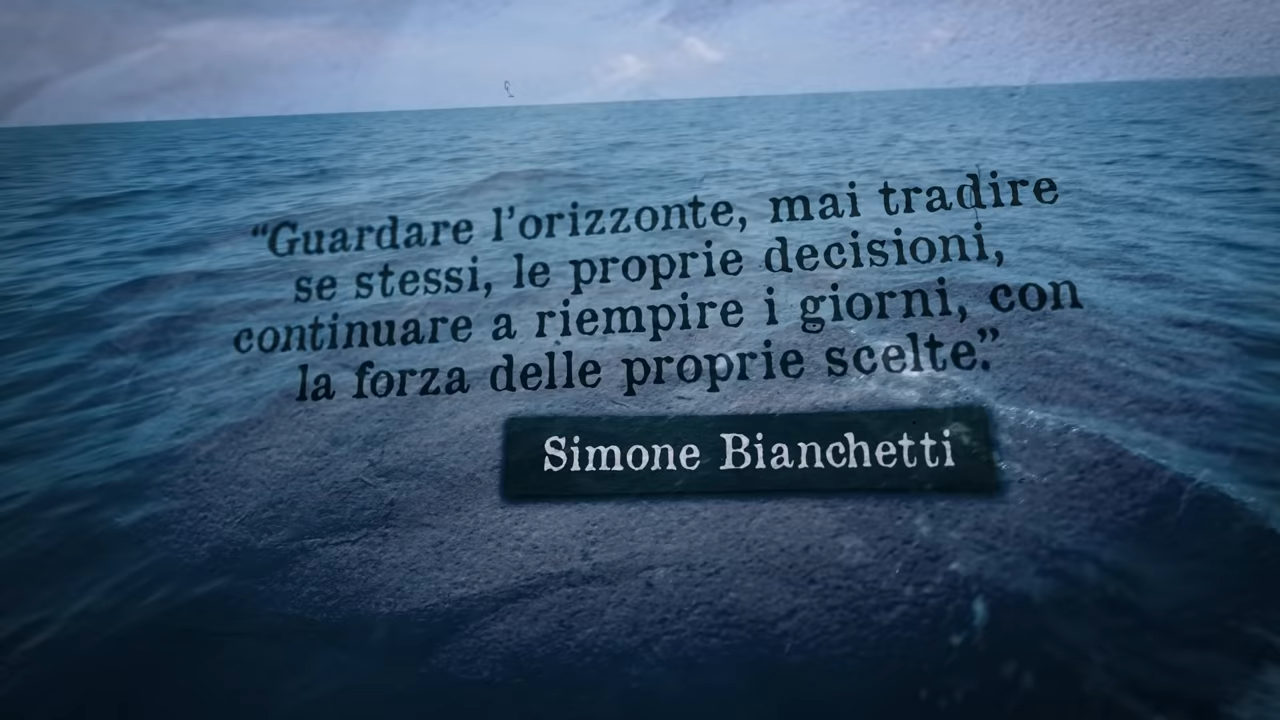 “Guardare l’orizzonte, mai tradire
se stessi, le proprie decisioni,
continuare a riempire i giorni, con
la forza delle proprie scelte.”
Simone Bianchetti